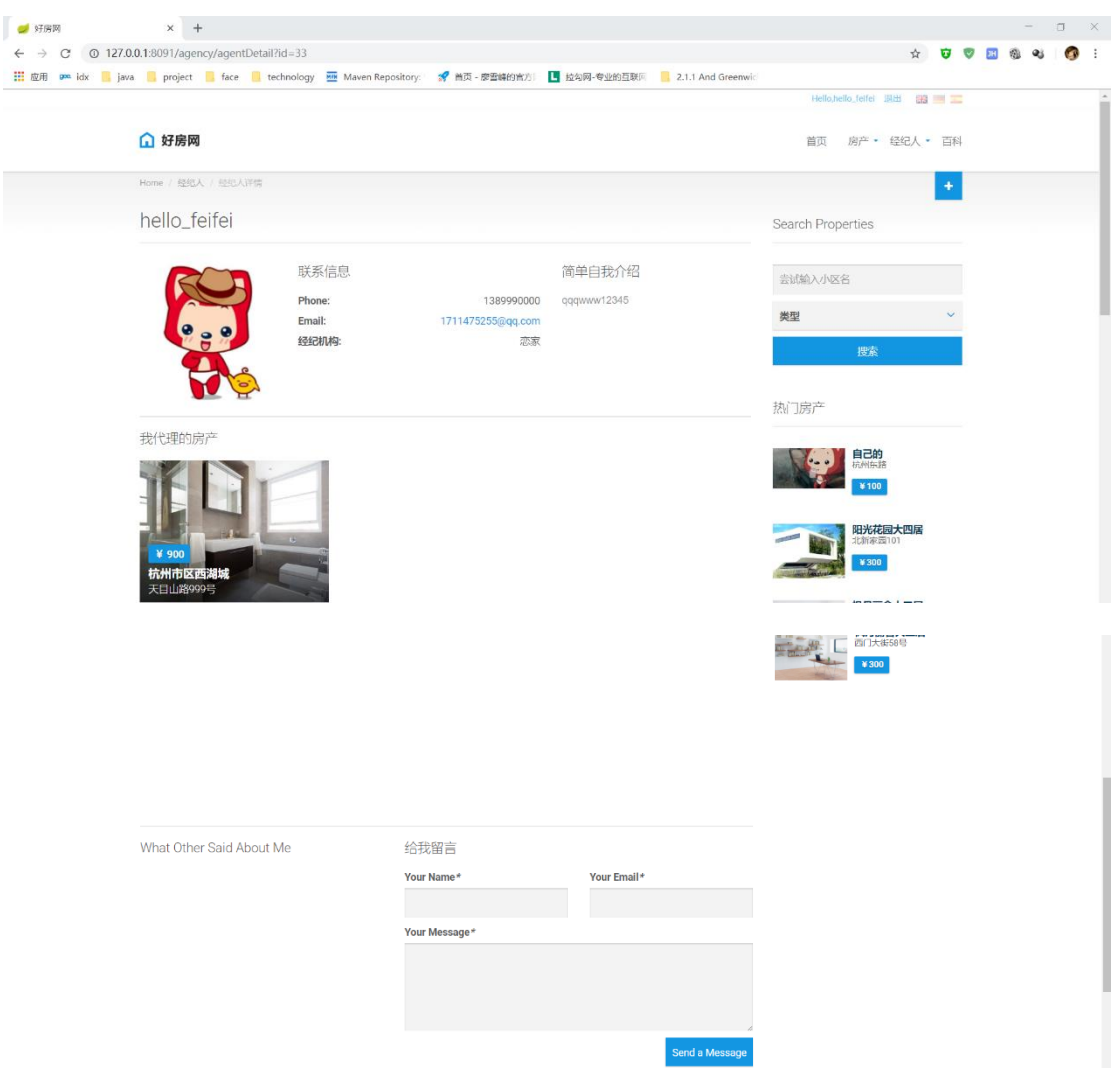 好房网
127.0.0.1:8091/agency/agentDetail?id=33
应用 idx java project face technology Maven Repository: 首页 - 廖雪峰的官方 拉勾网-专业的互联网 2.1.1 And Greenwic
Hello,hello_feifei 退出
好房网
首页 房产 经纪人 百科
Home / 经纪人 / 经纪人详情
hello_feifei
联系信息
Phone: 1389990000
Email: 1711475255@qq.com
经纪机构: 恋家
简单自我介绍
qqqwww12345
我代理的房产
¥ 900
杭州市区西湖城
天目山路999号
Search Properties
尝试输入小区名
类型
搜索
热门房产
自己的
杭州东路
¥100
阳光花园大四居
北新家园101
¥300
西门大街58号
¥300
What Other Said About Me
给我留言
Your Name*
Your Email*
Your Message*
Send a Message